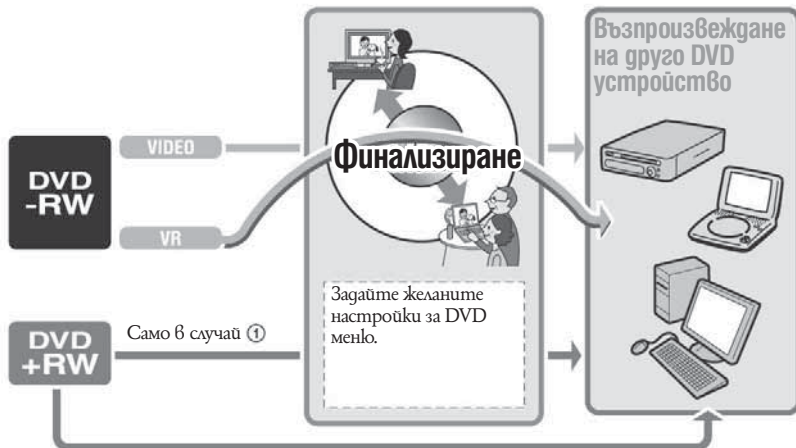 Възпроизвеждане
на друго DVD
устройство
DVD
-RW
VIDEO
VR
Финализиране
Задайте желаните
настройки за DVD
меню.
DVD
+RW
Само в случай ①